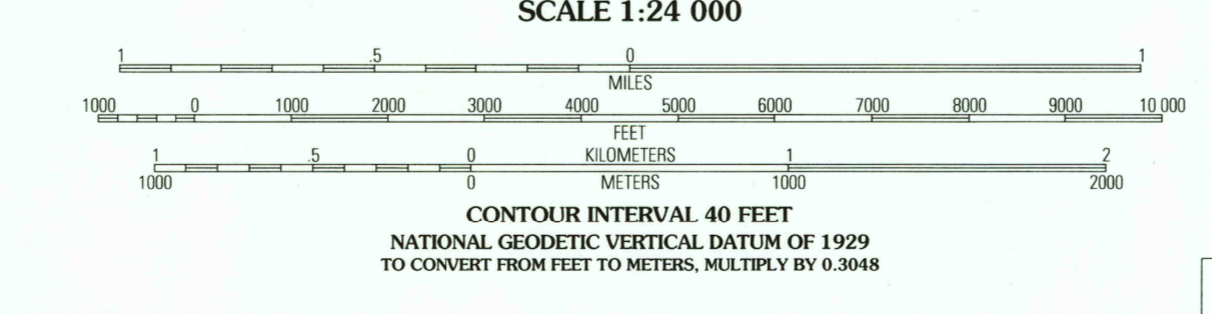 SCALE 1:24 000
1 .5 0 1
MILES
1000 0 1000 2000 3000 4000 5000 6000 7000 8000 9000 10 000
FEET
1 .5 0 KILOMETERS 1 2
1000 0 METERS 1000 2000
CONTOUR INTERVAL 40 FEET
NATIONAL GEODETIC VERTICAL DATUM OF 1929
TO CONVERT FROM FEET TO METERS, MULTIPLY BY 0.3048